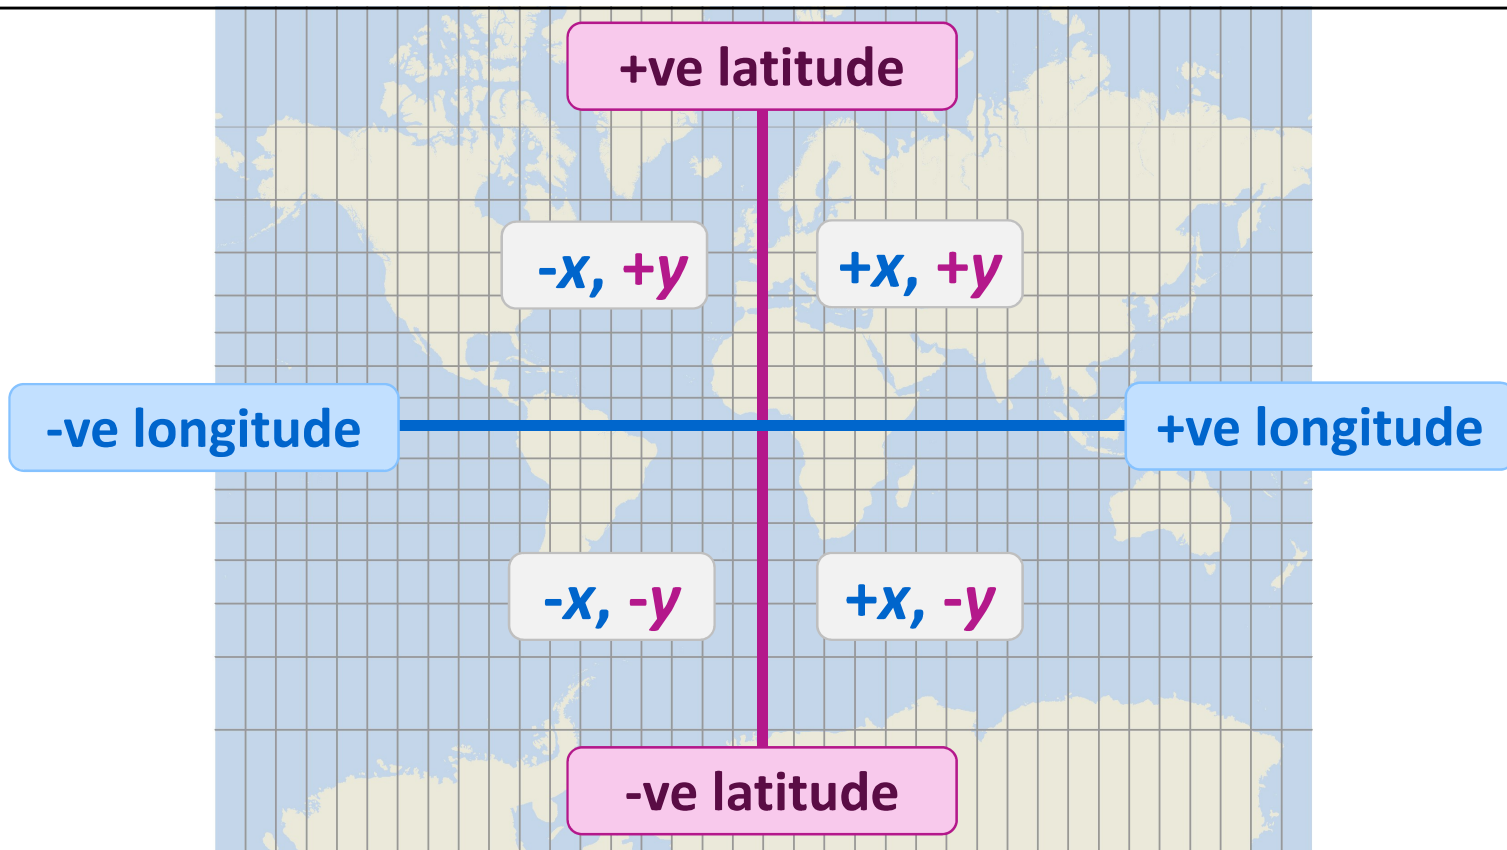 +ve latitude
-x, +y
+x, +y
-ve longitude
+ve longitude
-x, -y
+x, -y
-ve latitude